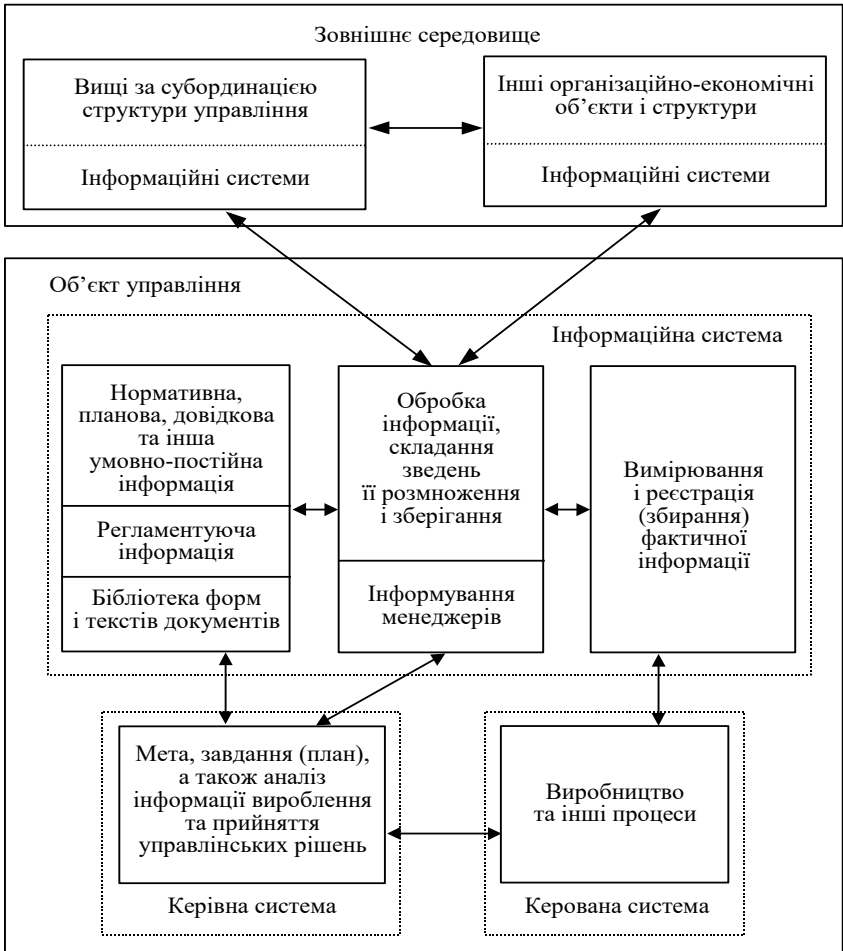 Зовнішнє середовище
Вищі за субординацією
структури управління
Інформаційні системи
Інші організаційно-економічні
об’єкти і структури
Інформаційні системи
Об’єкт управління
Інформаційна система
Нормативна,
планова, довідкова
та інша
умовно-постійна
інформація
Регламентуюча
інформація
Бібліотека форм
і текстів документів
Обробка
інформації,
складання
зведень
її розмноження
і зберігання
Інформування
менеджерів
Вимірювання
і реєстрація
(збирання)
фактичної
інформації
Мета, завдання (план),
а також аналіз
інформації вироблення
та прийняття
управлінських рішень
Керівна система
Виробництво
та інші процеси
Керована система